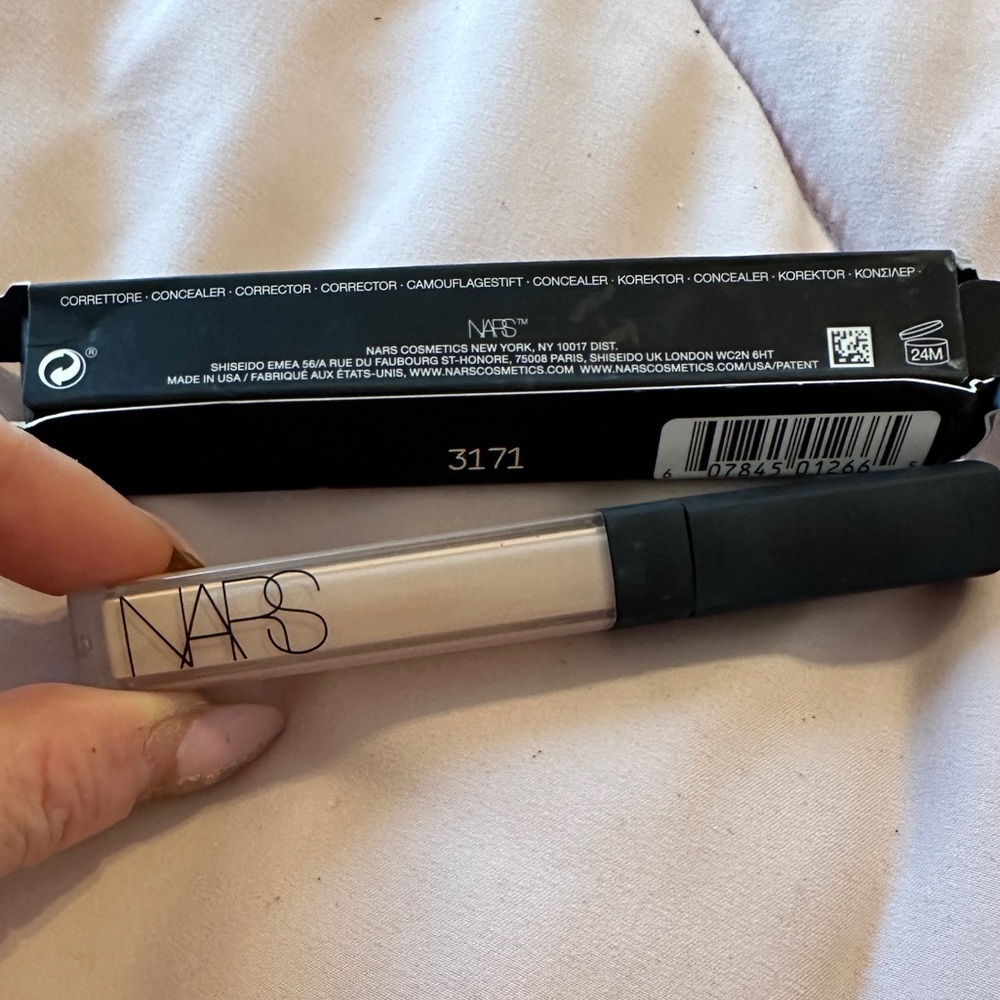 CORRETTORE · CONCEALER · CORRECTOR · CORRECTOR · CAMOUFLAGESTIFT · CONCEALER · KOREKTOR · CONCEALER · KOREKTOR · ΚΟΝΣΙΛΕΡ ·
NARS™
NARS COSMETICS NEW YORK, NY 10017 DIST.
SHISEIDO EMEA 56/A RUE DU FAUBOURG ST-HONORE, 75008 PARIS, SHISEIDO UK LONDON WC2N 6HT
MADE IN USA / FABRIQUÉ AUX ÉTATS-UNIS, WWW.NARSCOSMETICS.COM WWW.NARSCOSMETICS.COM/USA/PATENT
®
24M
3171
6 07845 01266 5
NARS